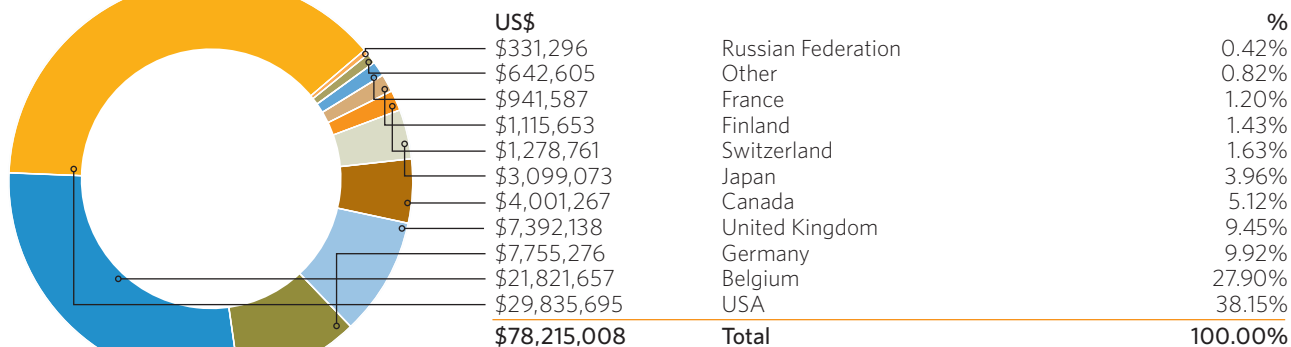 US$ %
$331,296 Russian Federation 0.42%
$642,605 Other 0.82%
$941,587 France 1.20%
$1,115,653 Finland 1.43%
$1,278,761 Switzerland 1.63%
$3,099,073 Japan 3.96%
$4,001,267 Canada 5.12%
$7,392,138 United Kingdom 9.45%
$7,755,276 Germany 9.92%
$21,821,657 Belgium 27.90%
$29,835,695 USA 38.15%
$78,215,008 Total 100.00%